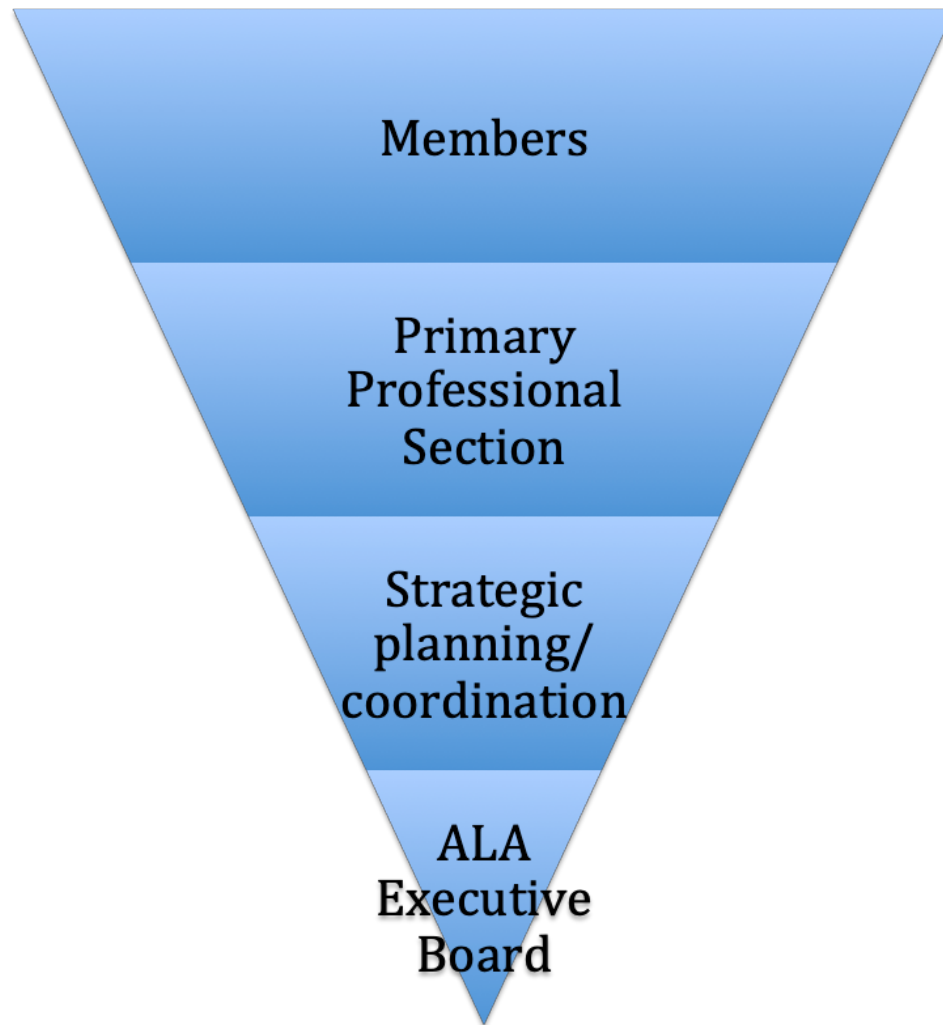 Members
Primary
Professional
Section
Strategic
planning/
coordination
ALA
Executive
Board